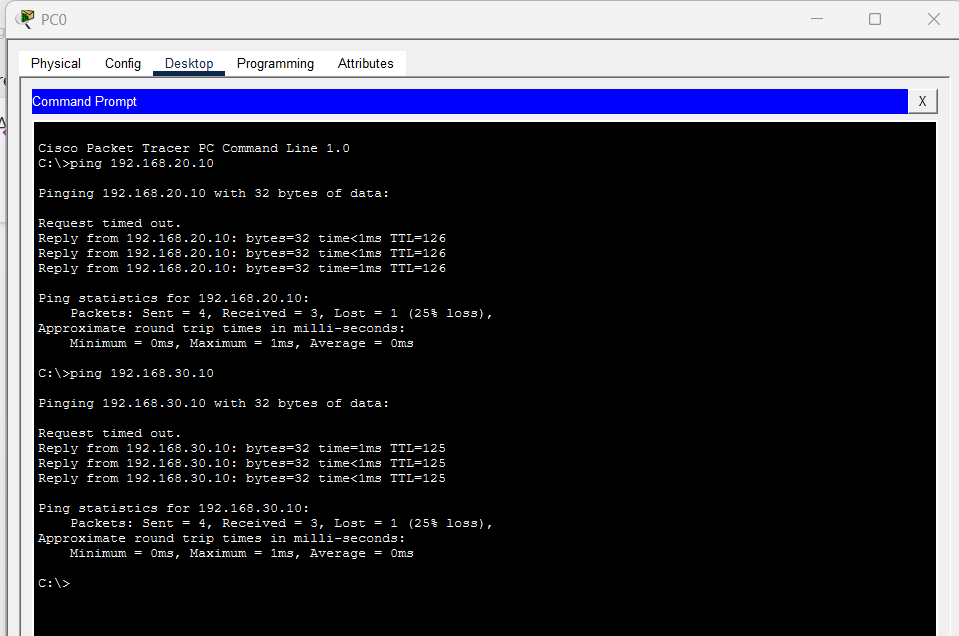 PC0
Physical Config Desktop Programming Attributes
Command Prompt
X
Cisco Packet Tracer PC Command Line 1.0
C:\>ping 192.168.20.10
Pinging 192.168.20.10 with 32 bytes of data:
Request timed out.
Reply from 192.168.20.10: bytes=32 time<1ms TTL=126
Reply from 192.168.20.10: bytes=32 time<1ms TTL=126
Reply from 192.168.20.10: bytes=32 time=1ms TTL=126
Ping statistics for 192.168.20.10:
    Packets: Sent = 4, Received = 3, Lost = 1 (25% loss),
Approximate round trip times in milli-seconds:
    Minimum = 0ms, Maximum = 1ms, Average = 0ms
C:\>ping 192.168.30.10
Pinging 192.168.30.10 with 32 bytes of data:
Request timed out.
Reply from 192.168.30.10: bytes=32 time=1ms TTL=125
Reply from 192.168.30.10: bytes=32 time<1ms TTL=125
Reply from 192.168.30.10: bytes=32 time<1ms TTL=125
Ping statistics for 192.168.30.10:
    Packets: Sent = 4, Received = 3, Lost = 1 (25% loss),
Approximate round trip times in milli-seconds:
    Minimum = 0ms, Maximum = 1ms, Average = 0ms
C:\>